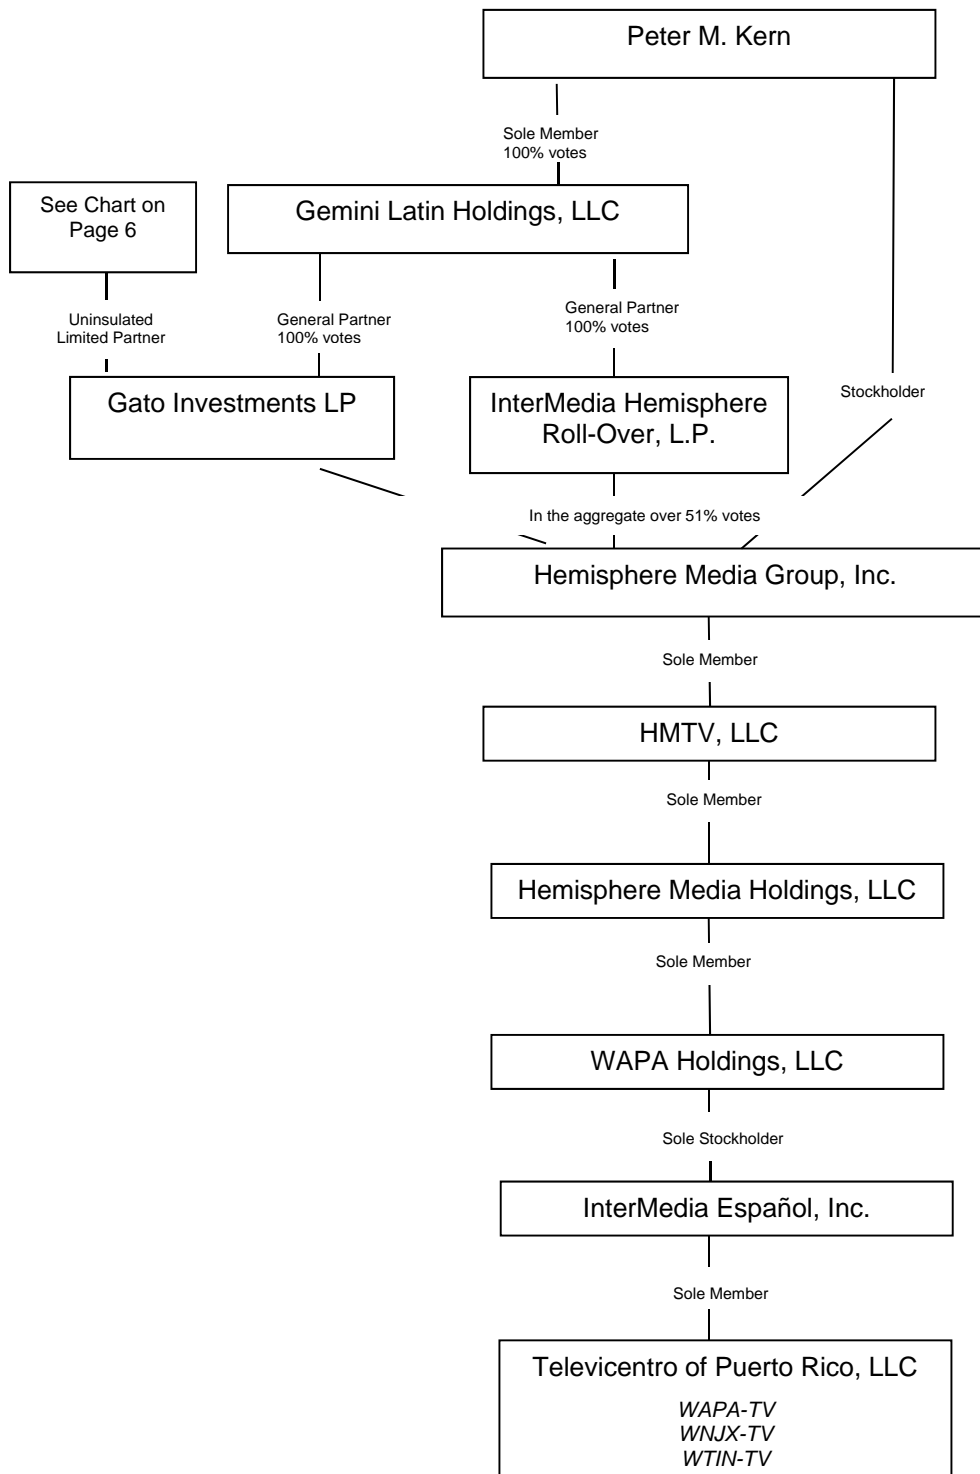 Peter M. Kern
Sole Member
100% votes
See Chart on
Page 6
Gemini Latin Holdings, LLC
Uninsulated
Limited Partner
General Partner
100% votes
General Partner
100% votes
Gato Investments LP
InterMedia Hemisphere
Roll-Over, L.P.
Stockholder
In the aggregate over 51% votes
Hemisphere Media Group, Inc.
Sole Member
HMTV, LLC
Sole Member
Hemisphere Media Holdings, LLC
Sole Member
WAPA Holdings, LLC
Sole Stockholder
InterMedia Español, Inc.
Sole Member
Televicentro of Puerto Rico, LLC
WAPA-TV
WNJX-TV
WTIN-TV